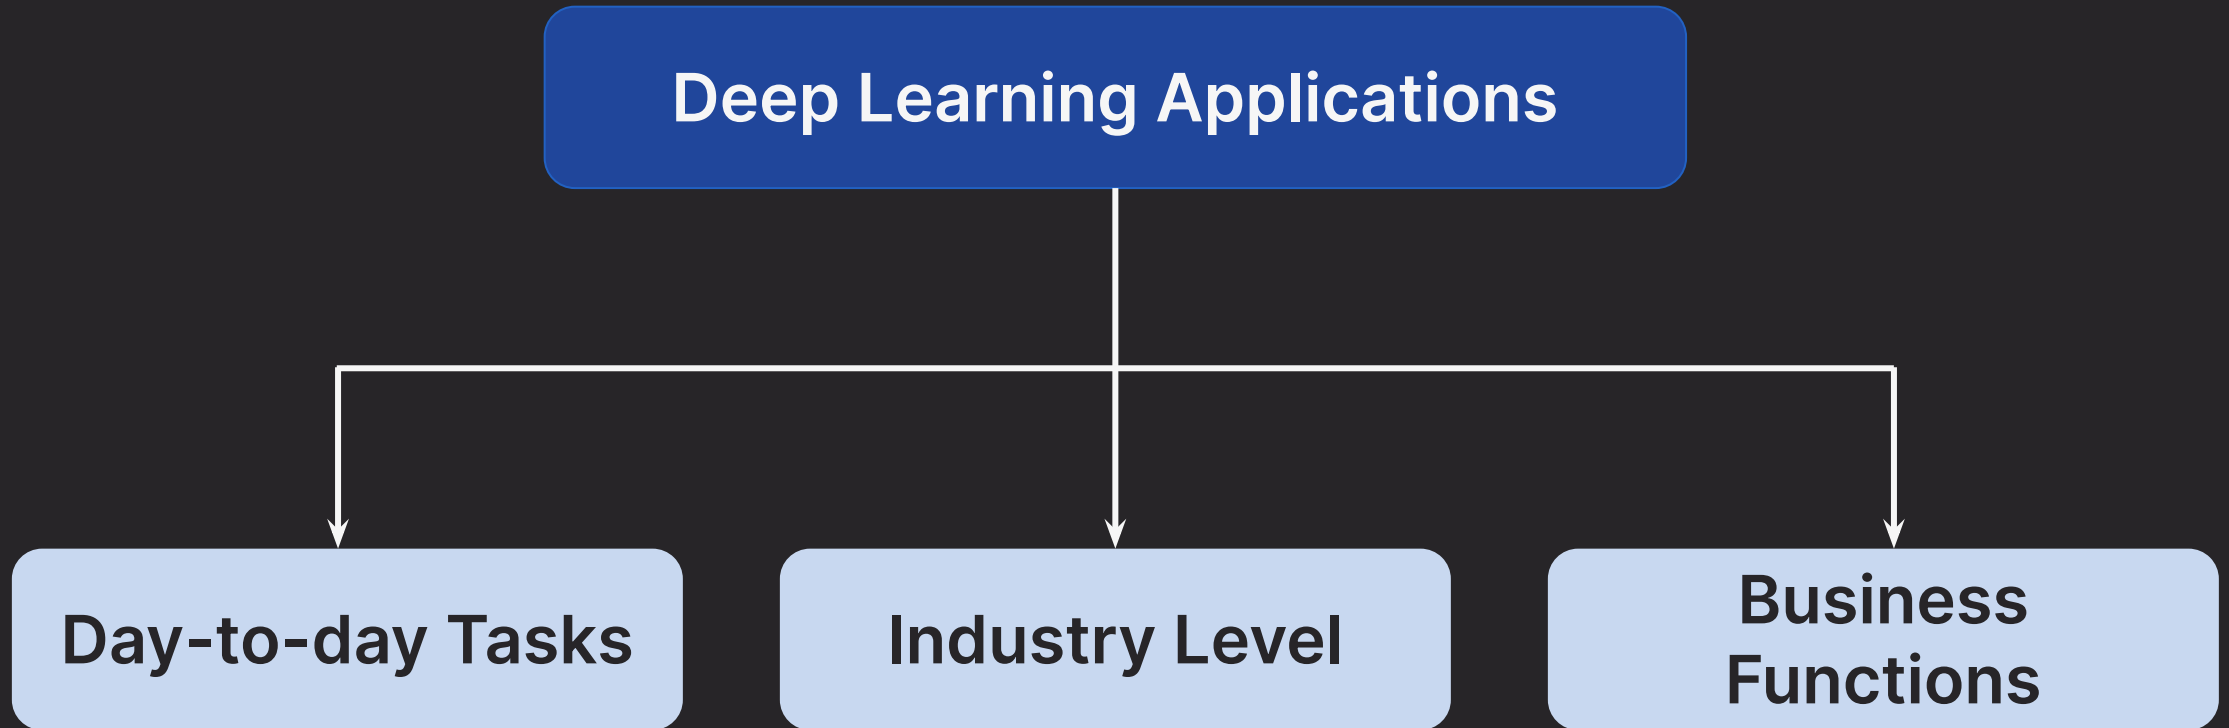 Deep Learning Applications
Day-to-day Tasks
Industry Level
Business
Functions